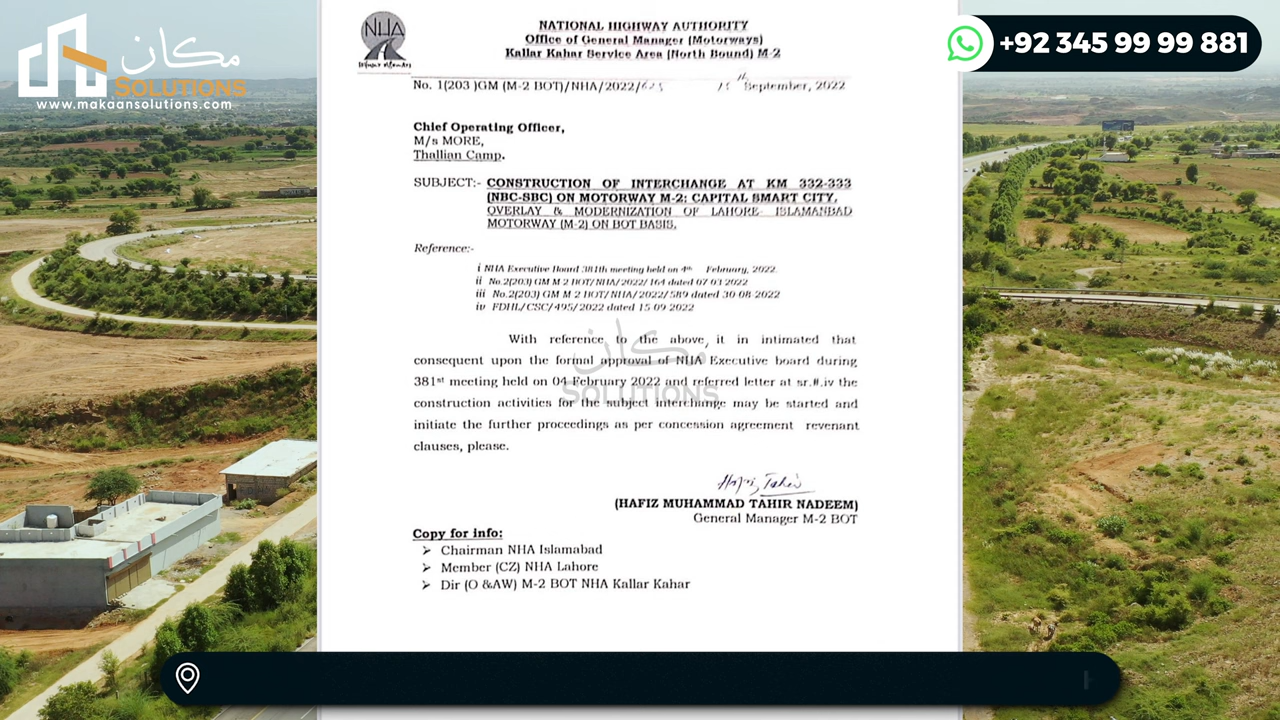 مکان
SOLUTIONS
www.makaansolutions.com
+92 345 99 99 881
NHA
NATIONAL HIGHWAY AUTHORITY
Office of General Manager (Motorways)
Kallar Kahar Service Area (North Bound) M-2
No. 1(203 )GM (M-2 BOT)/NHA/2022/ September, 2022
Chief Operating Officer,
M/s MORE,
Thallian Camp.
SUBJECT:- CONSTRUCTION OF INTERCHANGE AT KM 332-333
(NBC-SBC) ON MOTORWAY M-2; CAPITAL SMART CITY,
OVERLAY & MODERNIZATION OF LAHORE- ISLAMANBAD
MOTORWAY (M-2) ON BOT BASIS,
Reference:-
i NHA Executive Board 381th meeting held on 4th February, 2022.
ii No.2(203) GM M 2 BOT/NHA/2022/164 dated 07-03-2022
iii No.2(203) GM M 2 BOT/NHA/2022/589 dated 30-08-2022
iv FDHL/CSC/495/2022 dated 15-09-2022
With reference to the above, it in intimated that
consequent upon the formal approval of NHA Executive board during
381st meeting held on 04 February 2022 and referred letter at sr.#.iv the
construction activities for the subject interchange may be started and
initiate the further proceedings as per concession agreement revenant
clauses, please.
مکان
SOLUTIONS
(HAFIZ MUHAMMAD TAHIR NADEEM)
General Manager M-2 BOT
Copy for info:
➢ Chairman NHA Islamabad
➢ Member (CZ) NHA Lahore
➢ Dir (O &AW) M-2 BOT NHA Kallar Kahar